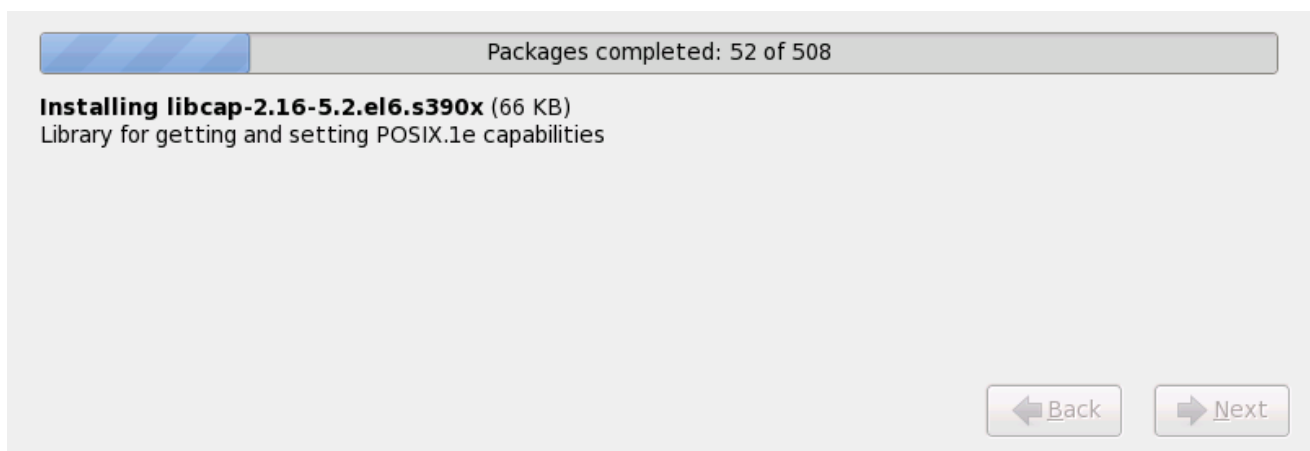 Packages completed: 52 of 508
Installing libcap-2.16-5.2.el6.s390x (66 KB)
Library for getting and setting POSIX.1e capabilities
Back
Next